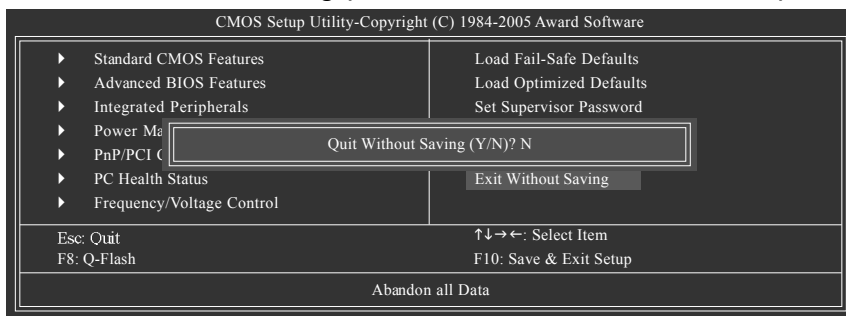 CMOS Setup Utility-Copyright (C) 1984-2005 Award Software
Standard CMOS Features
Advanced BIOS Features
Integrated Peripherals
Power
PnP/PCI
PC Health Status
Frequency/Voltage Control
Load Fail-Safe Defaults
Load Optimized Defaults
Set Supervisor Password
Quit Without Saving (Y/N)? N
Exit Without Saving
Esc: Quit
F8: Q-Flash
↑↓→←: Select Item
F10: Save & Exit Setup
Abandon all Data